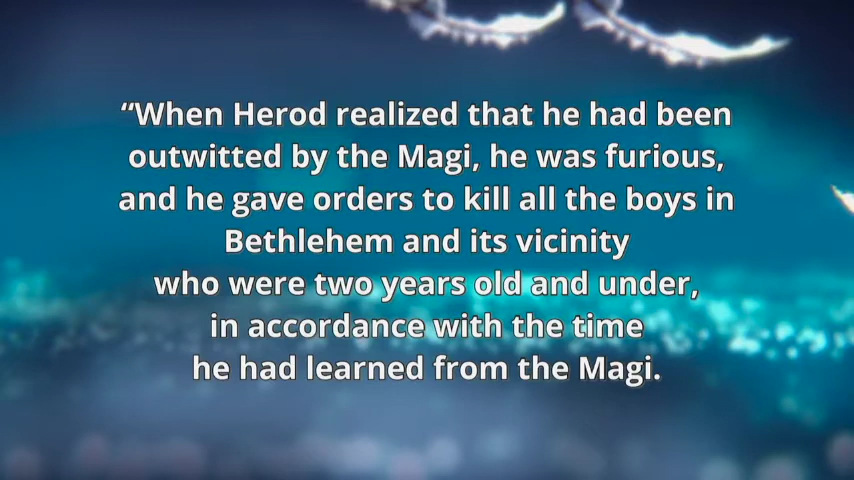 “When Herod realized that he had been
outwitted by the Magi, he was furious,
and he gave orders to kill all the boys in
Bethlehem and its vicinity
who were two years old and under,
in accordance with the time
he had learned from the Magi.